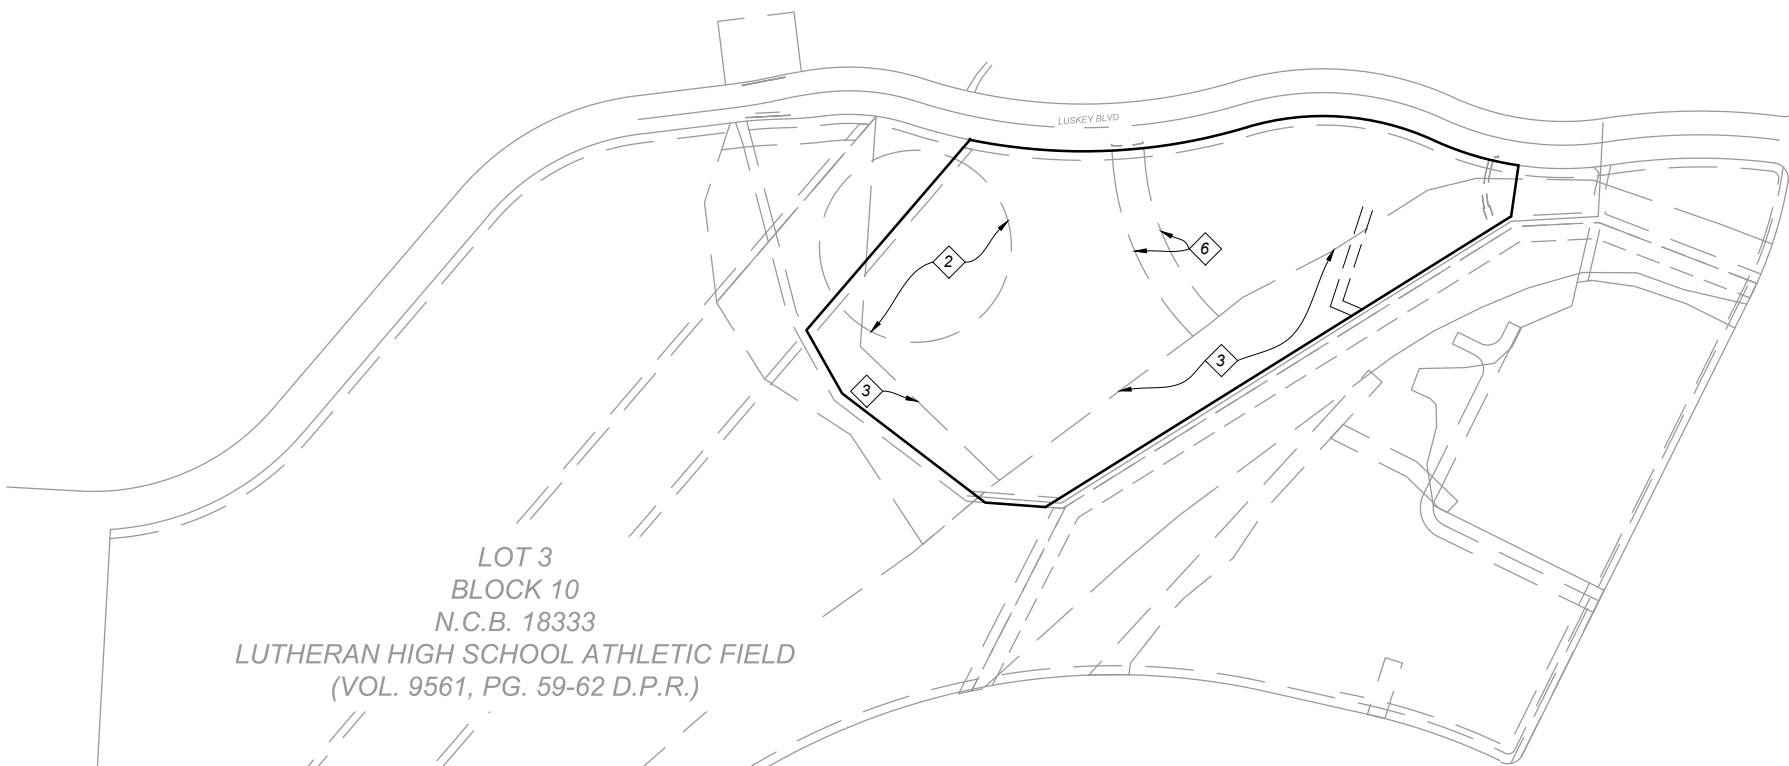 LUSKEY BLVD
6
2
3
3
LOT 3
BLOCK 10
N.C.B. 18333
LUTHERAN HIGH SCHOOL ATHLETIC FIELD
(VOL. 9561, PG. 59-62 D.P.R.)